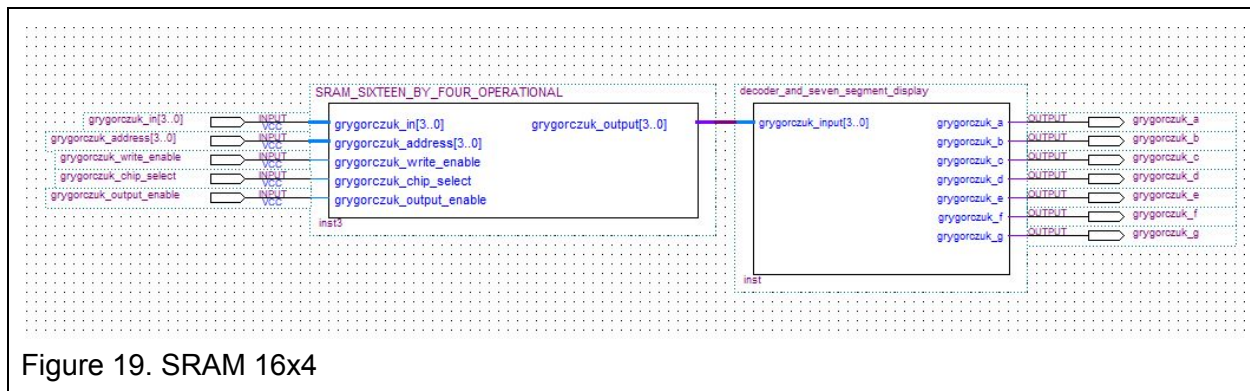 SRAM_SIXTEEN_BY_FOUR_OPERATIONAL
grygorczuk_in[3..0] INPUT VCC grygorczuk_in[3..0] grygorczuk_output[3..0]
grygorczuk_address[3..0] INPUT VCC grygorczuk_address[3..0]
grygorczuk_write_enable INPUT VCC grygorczuk_write_enable
grygorczuk_chip_select INPUT VCC grygorczuk_chip_select
grygorczuk_output_enable INPUT VCC grygorczuk_output_enable
inst3
decoder_and_seven_segment_display
grygorczuk_input[3..0] grygorczuk_a OUTPUT grygorczuk_a
grygorczuk_b OUTPUT grygorczuk_b
grygorczuk_c OUTPUT grygorczuk_c
grygorczuk_d OUTPUT grygorczuk_d
grygorczuk_e OUTPUT grygorczuk_e
grygorczuk_f OUTPUT grygorczuk_f
grygorczuk_g OUTPUT grygorczuk_g
inst
Figure 19. SRAM 16x4